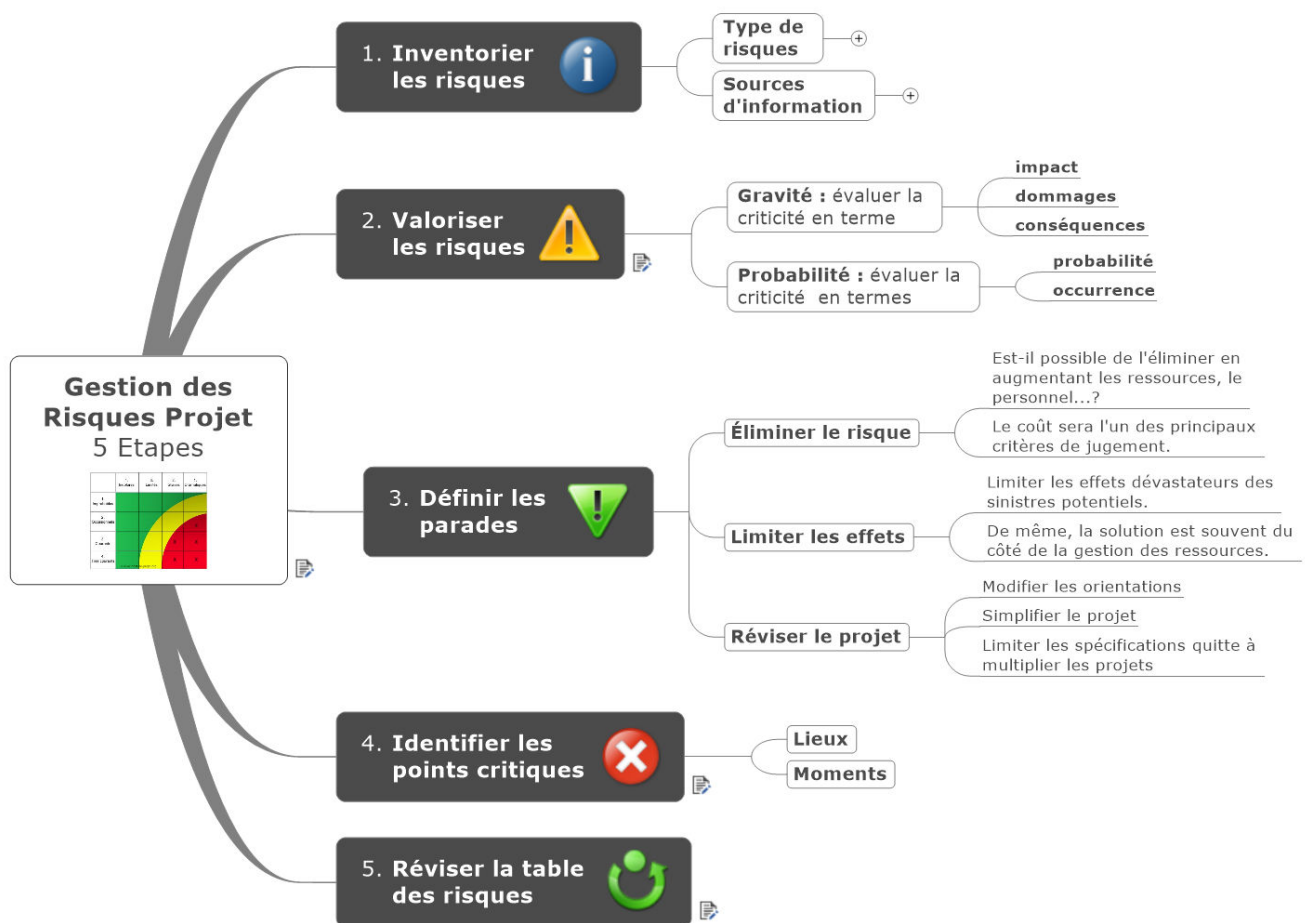 Gestion des
Risques Projet
5 Etapes
1. Inventorier
les risques
Type de
risques
Sources
d'information
2. Valoriser
les risques
Gravité : évaluer la
criticité en terme
impact
dommages
conséquences
Probabilité : évaluer la
criticité en termes
probabilité
occurrence
3. Définir les
parades
Éliminer le risque
Est-il possible de l'éliminer en
augmentant les ressources, le
personnel...?
Le coût sera l'un des principaux
critères de jugement.
Limiter les effets
Limiter les effets dévastateurs des
sinistres potentiels.
De même, la solution est souvent du
côté de la gestion des ressources.
Réviser le projet
Modifier les orientations
Simplifier le projet
Limiter les spécifications quitte à
multiplier les projets
4. Identifier les
points critiques
Lieux
Moments
5. Réviser la table
des risques